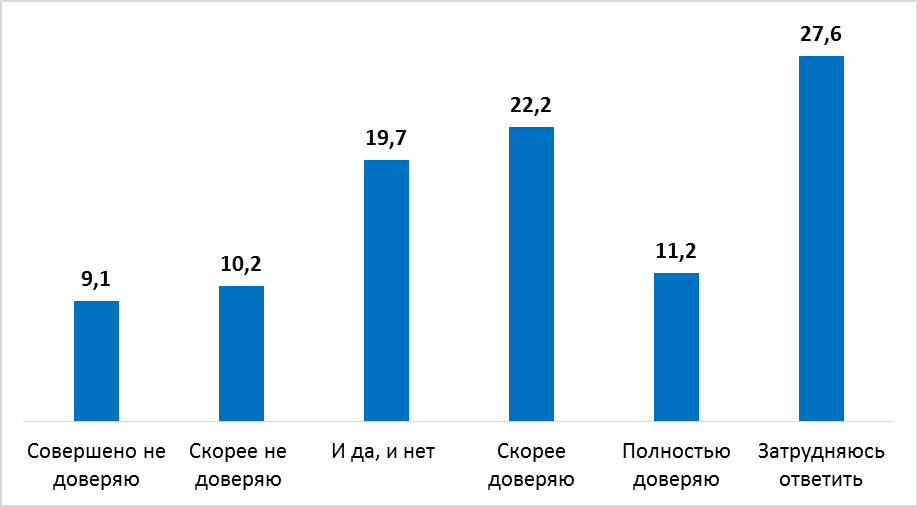 27,6
22,2
19,7
11,2
10,2
9,1
Совершено не
доверяю
Скорее не
доверяю
И да, и нет
Скорее
доверяю
Полностью
доверяю
Затрудняюсь
ответить